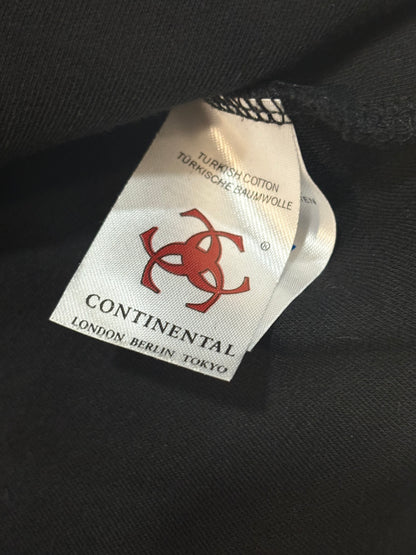 TURKISH COTTON
TÜRKISCHE BAUMWOLLE
®
CONTINENTAL
LONDON BERLIN TOKYO